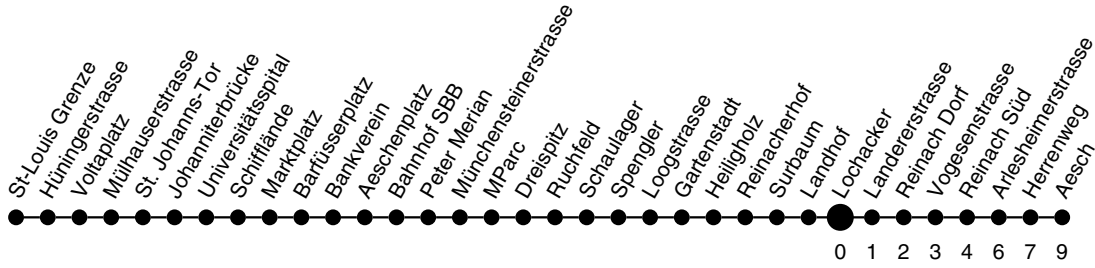 St-Louis Grenze
Hüningerstrasse
Voltaplatz
Mülhauserstrasse
St. Johanns-Tor
Johanniterbrücke
Universitätsspital
Schifflände
Marktplatz
Barfüsserplatz
Bankverein
Aeschenplatz
Bahnhof SBB
Peter Merian
Münchensteinerstrasse
MParc
Dreispitz
Ruchfeld
Schaulager
Spengler
Loogstrasse
Gartenstadt
Heiligholz
Reinacherhof
Surbaum
Landhof
Lochacker
Landererstrasse
Reinach Dorf
Vogesenstrasse
Reinach Süd
Arlesheimerstrasse
Herrenweg
Aesch
0 1 2 3 4 6 7 9